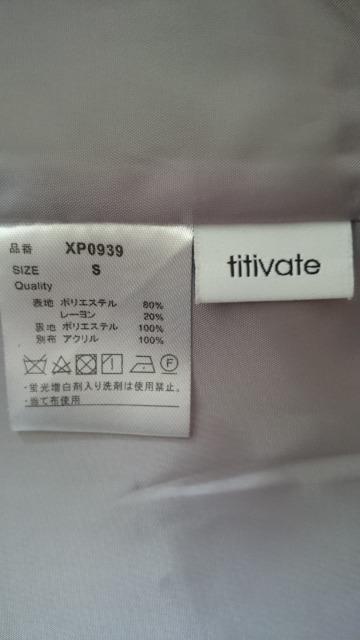 品番 XP0939
SIZE S
Quality
表地 ポリエステル 80%
レーヨン 20%
裏地 ポリエステル 100%
別布 アクリル 100%
F
・蛍光増白剤入り洗剤は使用禁止。
・当て布使用
titivate